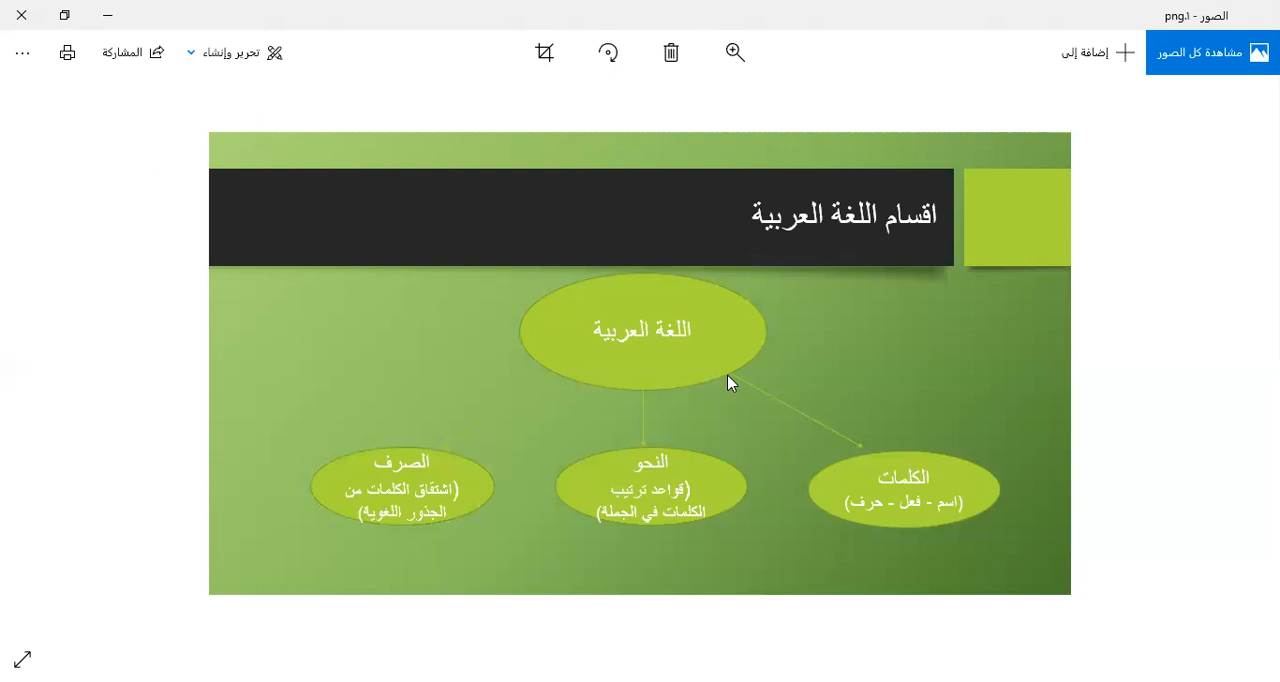 الصور - ١.png
مشاهدة كل الصور
إضافة إلى
تحرير وإنشاء
المشاركة
اقسام اللغة العربية
اللغة العربية
الكلمات
(اسم - فعل - حرف)
النحو
(قواعد ترتيب
الكلمات في الجملة)
الصرف
(اشتقاق الكلمات من
الجذور اللغوية)